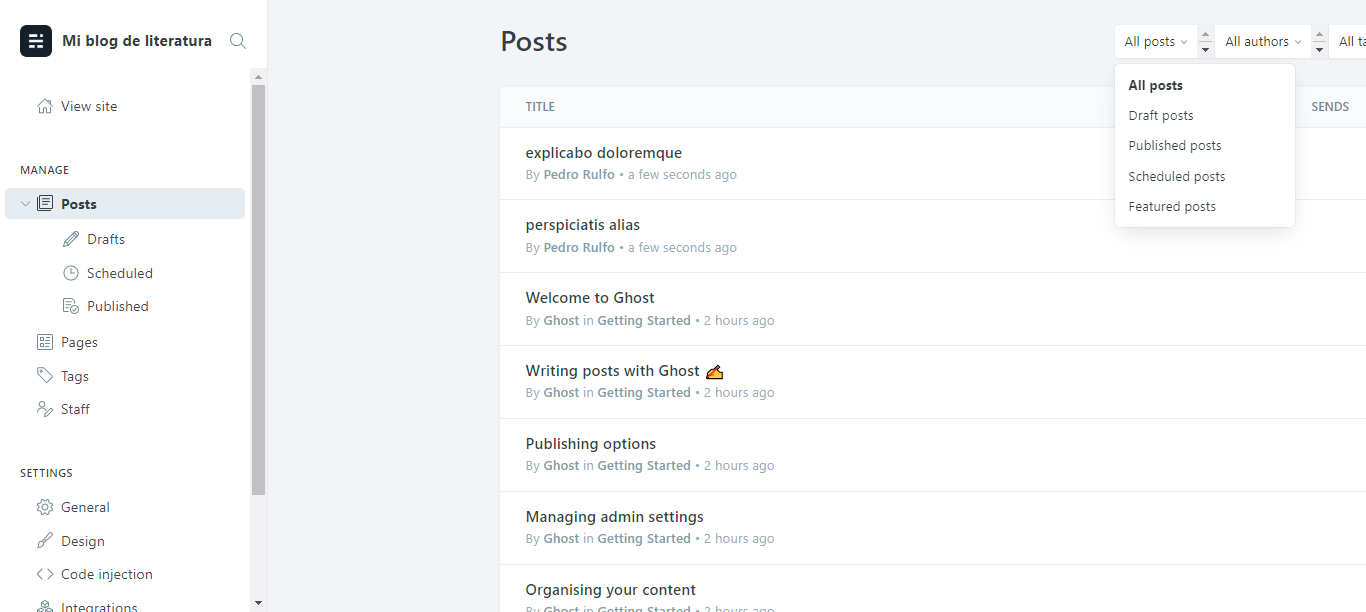 Mi blog de literatura
View site
MANAGE
Posts
Drafts
Scheduled
Published
Pages
Tags
Staff
SETTINGS
General
Design
Code injection
Integrations
Posts
All posts
All authors
All ta
All posts
Draft posts
Published posts
Scheduled posts
Featured posts
TITLE
SENDS
explicabo doloremque
By Pedro Rulfo • a few seconds ago
perspiciatis alias
By Pedro Rulfo • a few seconds ago
Welcome to Ghost
By Ghost in Getting Started • 2 hours ago
Writing posts with Ghost ✍️
By Ghost in Getting Started • 2 hours ago
Publishing options
By Ghost in Getting Started • 2 hours ago
Managing admin settings
By Ghost in Getting Started • 2 hours ago
Organising your content
By Ghost in Getting Started • 2 hours ago